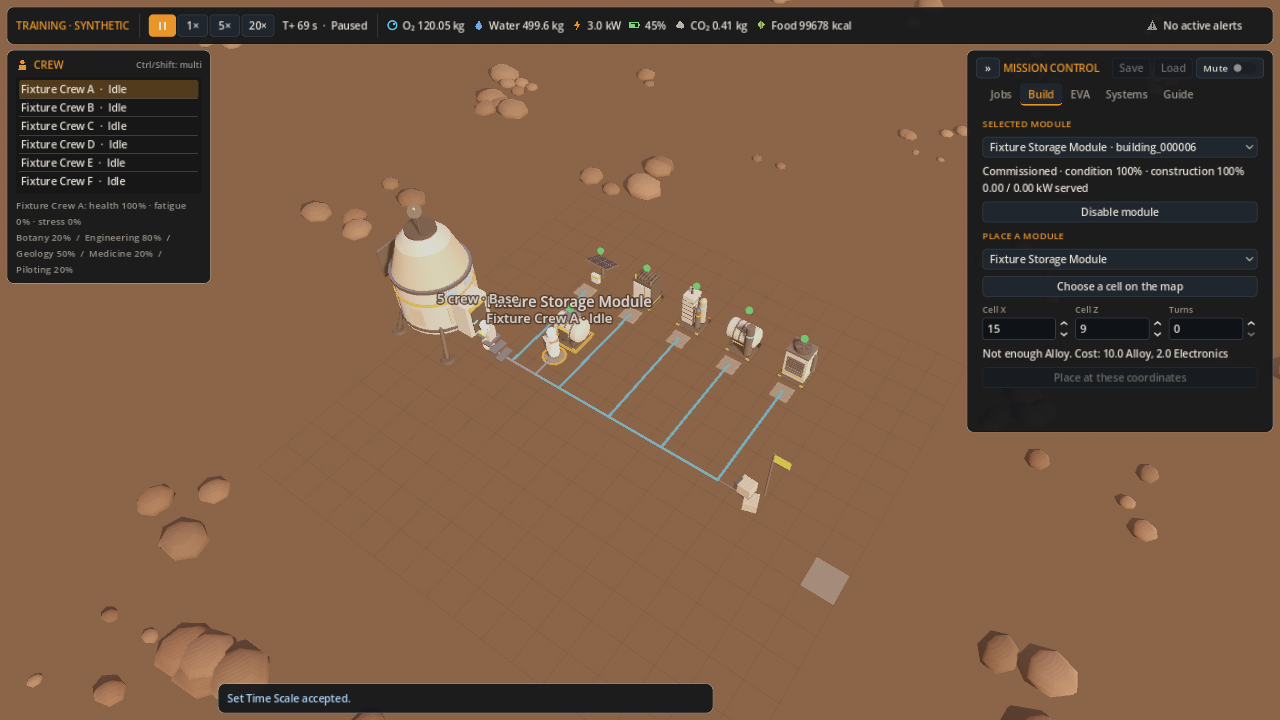 TRAINING · SYNTHETIC
1× 5× 20× T+ 69 s · Paused
O₂ 120.05 kg Water 499.6 kg 3.0 kW 45% CO₂ 0.41 kg Food 99678 kcal
No active alerts
CREW Ctrl/Shift: multi
Fixture Crew A · Idle
Fixture Crew B · Idle
Fixture Crew C · Idle
Fixture Crew D · Idle
Fixture Crew E · Idle
Fixture Crew F · Idle
Fixture Crew A: health 100% · fatigue
0% · stress 0%
Botany 20% / Engineering 80% /
Geology 50% / Medicine 20% /
Piloting 20%
5 crew · Base
Fixture Storage Module
Fixture Crew A · Idle
» MISSION CONTROL Save Load Mute
Jobs Build EVA Systems Guide
SELECTED MODULE
Fixture Storage Module · building_000006
Commissioned · condition 100% · construction 100%
0.00 / 0.00 kW served
Disable module
PLACE A MODULE
Fixture Storage Module
Choose a cell on the map
Cell X Cell Z Turns
15 9 0
Not enough Alloy. Cost: 10.0 Alloy, 2.0 Electronics
Place at these coordinates
Set Time Scale accepted.